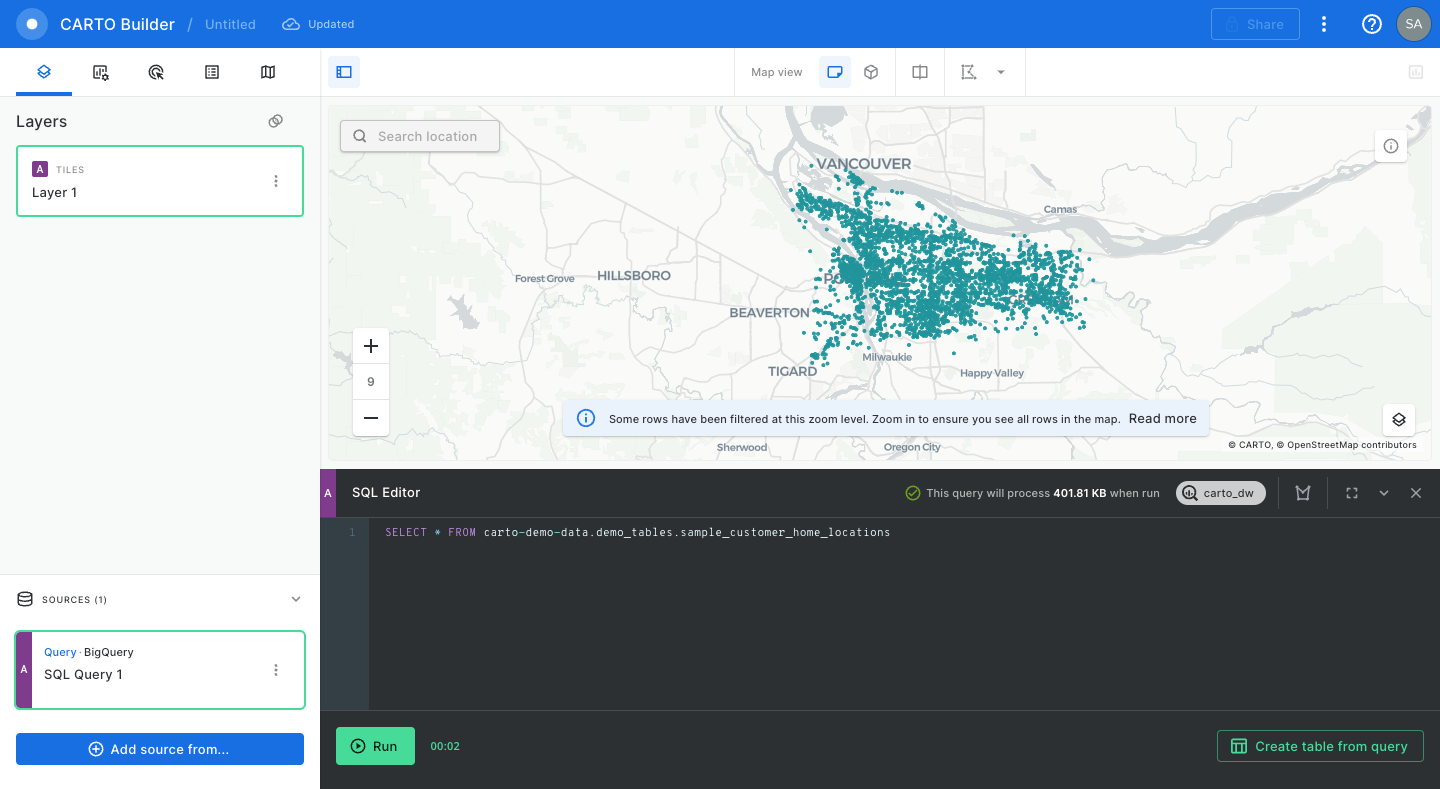 CARTO Builder / Untitled Updated Share SA
Map view
Layers
A TILES
Layer 1
Search location
VANCOUVER
Camas
Forest Grove
HILLSBORO
BEAVERTON
Milwaukie
TIGARD
Happy Valley
9
Some rows have been filtered at this zoom level. Zoom in to ensure you see all rows in the map. Read more
Sherwood
Oregon City
© CARTO, © OpenStreetMap contributors
A SQL Editor This query will process 401.81 KB when run carto_dw
1 SELECT * FROM carto-demo-data.demo_tables.sample_customer_home_locations
SOURCES (1)
Query · BigQuery
A
SQL Query 1
Add source from...
Run 00:02 Create table from query